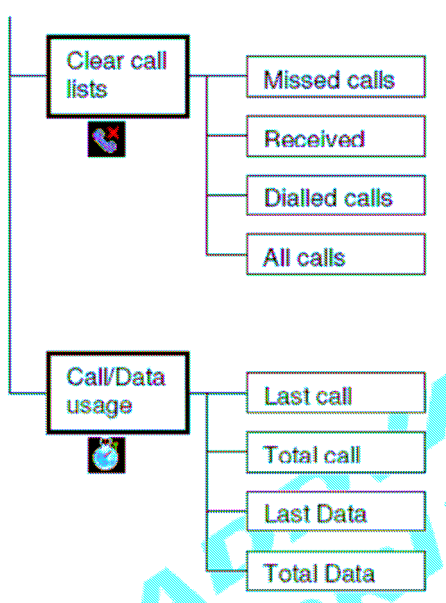 Clear call
lists
Missed calls
Received
Dialled calls
All calls
Call/Data
usage
Last call
Total call
Last Data
Total Data